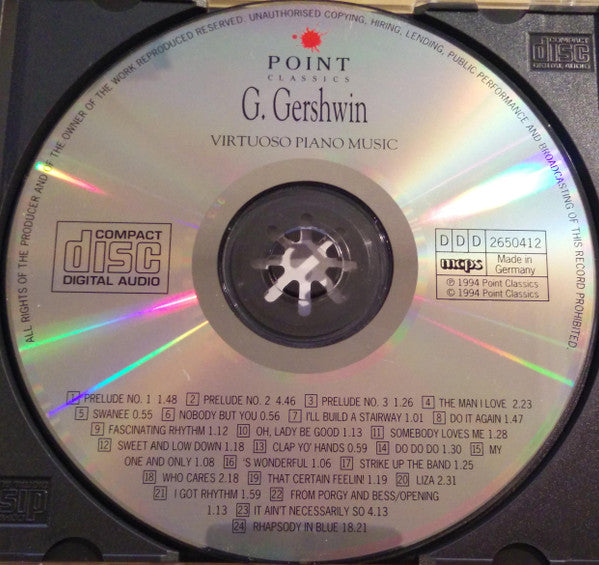 ALL RIGHTS OF THE PRODUCER AND OF THE OWNER OF THE WORK REPRODUCED RESERVED. UNAUTHORISED COPYING, HIRING, LENDING, PUBLIC PERFORMANCE AND BROADCASTING OF THIS RECORD PROHIBITED.
POINT
CLASSICS
G. Gershwin
VIRTUOSO PIANO MUSIC
COMPACT
disc
DIGITAL AUDIO
D D D 2650412
mcps Made in
Germany
℗ 1994 Point Classics
© 1994 Point Classics
1 PRELUDE NO. 1 1.48 2 PRELUDE NO. 2 4.46 3 PRELUDE NO. 3 1.26 4 THE MAN I LOVE 2.23
5 SWANEE 0.55 6 NOBODY BUT YOU 0.56 7 I'LL BUILD A STAIRWAY 1.01 8 DO IT AGAIN 1.47
9 FASCINATING RHYTHM 1.12 10 OH, LADY BE GOOD 1.13 11 SOMEBODY LOVES ME 1.28
12 SWEET AND LOW DOWN 1.18 13 CLAP YO' HANDS 0.59 14 DO DO DO 1.30 15 MY
ONE AND ONLY 1.08 16 'S WONDERFUL 1.06 17 STRIKE UP THE BAND 1.25
18 WHO CARES 2.18 19 THAT CERTAIN FEELIN' 1.19 20 LIZA 2.31
21 I GOT RHYTHM 1.59 22 FROM PORGY AND BESS/OPENING
1.13 23 IT AIN'T NECESSARILY SO 4.13
24 RHAPSODY IN BLUE 18.21
COMPACT
disc
DIGITAL AUDIO
disc